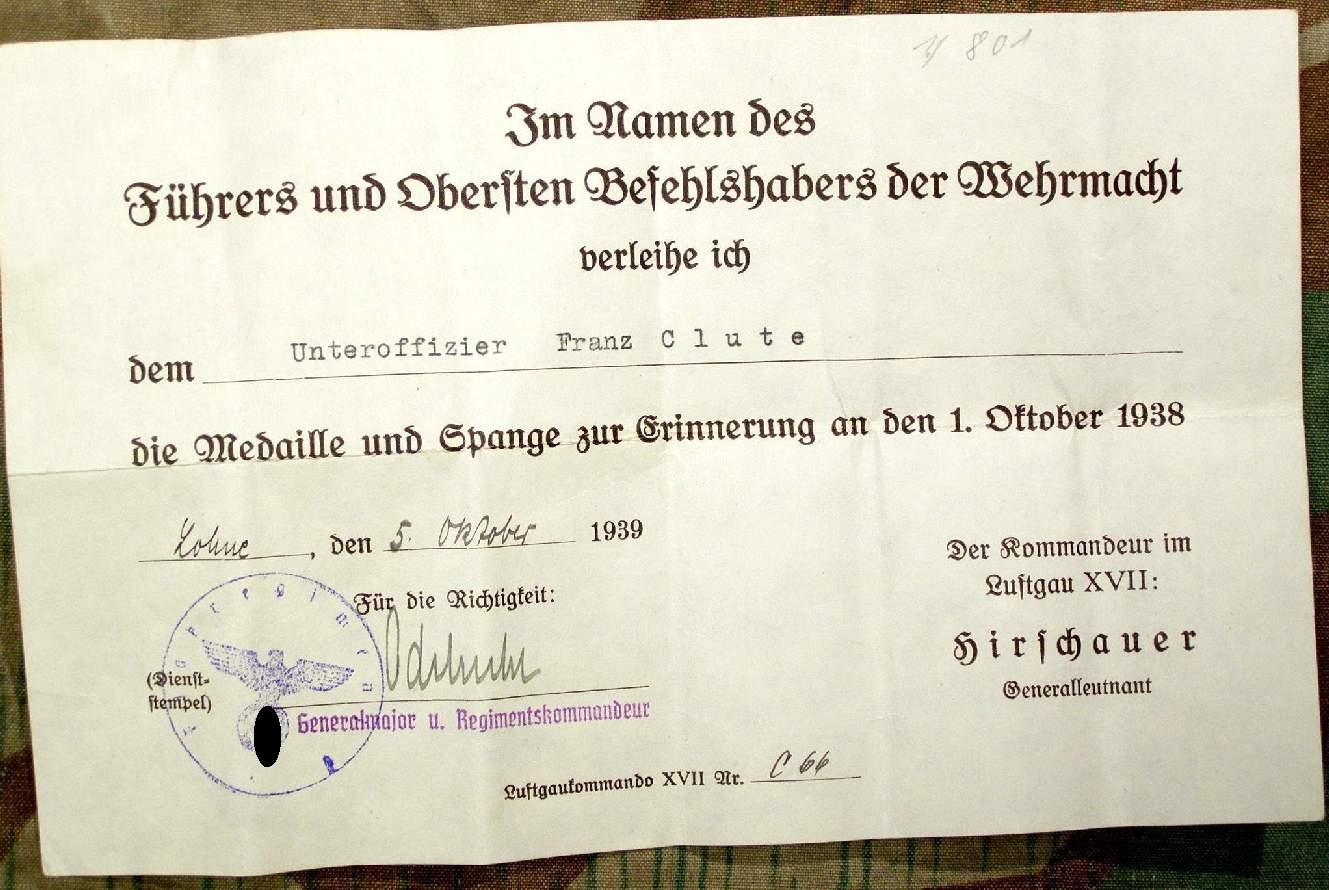 801
Im Namen des
Führers und Oberſten Befehlshabers der Wehrmacht
verleihe ich
dem Unteroffizier Franz Clute
die Medaille und Spange zur Erinnerung an den 1. Oktober 1938
Lohne, den 5. Oktober 1939
Für die Richtigkeit:
(Dienſt-
ſtempel)
Generalmajor u. Regimentskommandeur
Luftgaukommando XVII Nr. C 66
Der Kommandeur im
Luftgau XVII:
Hirſchauer
Generalleutnant